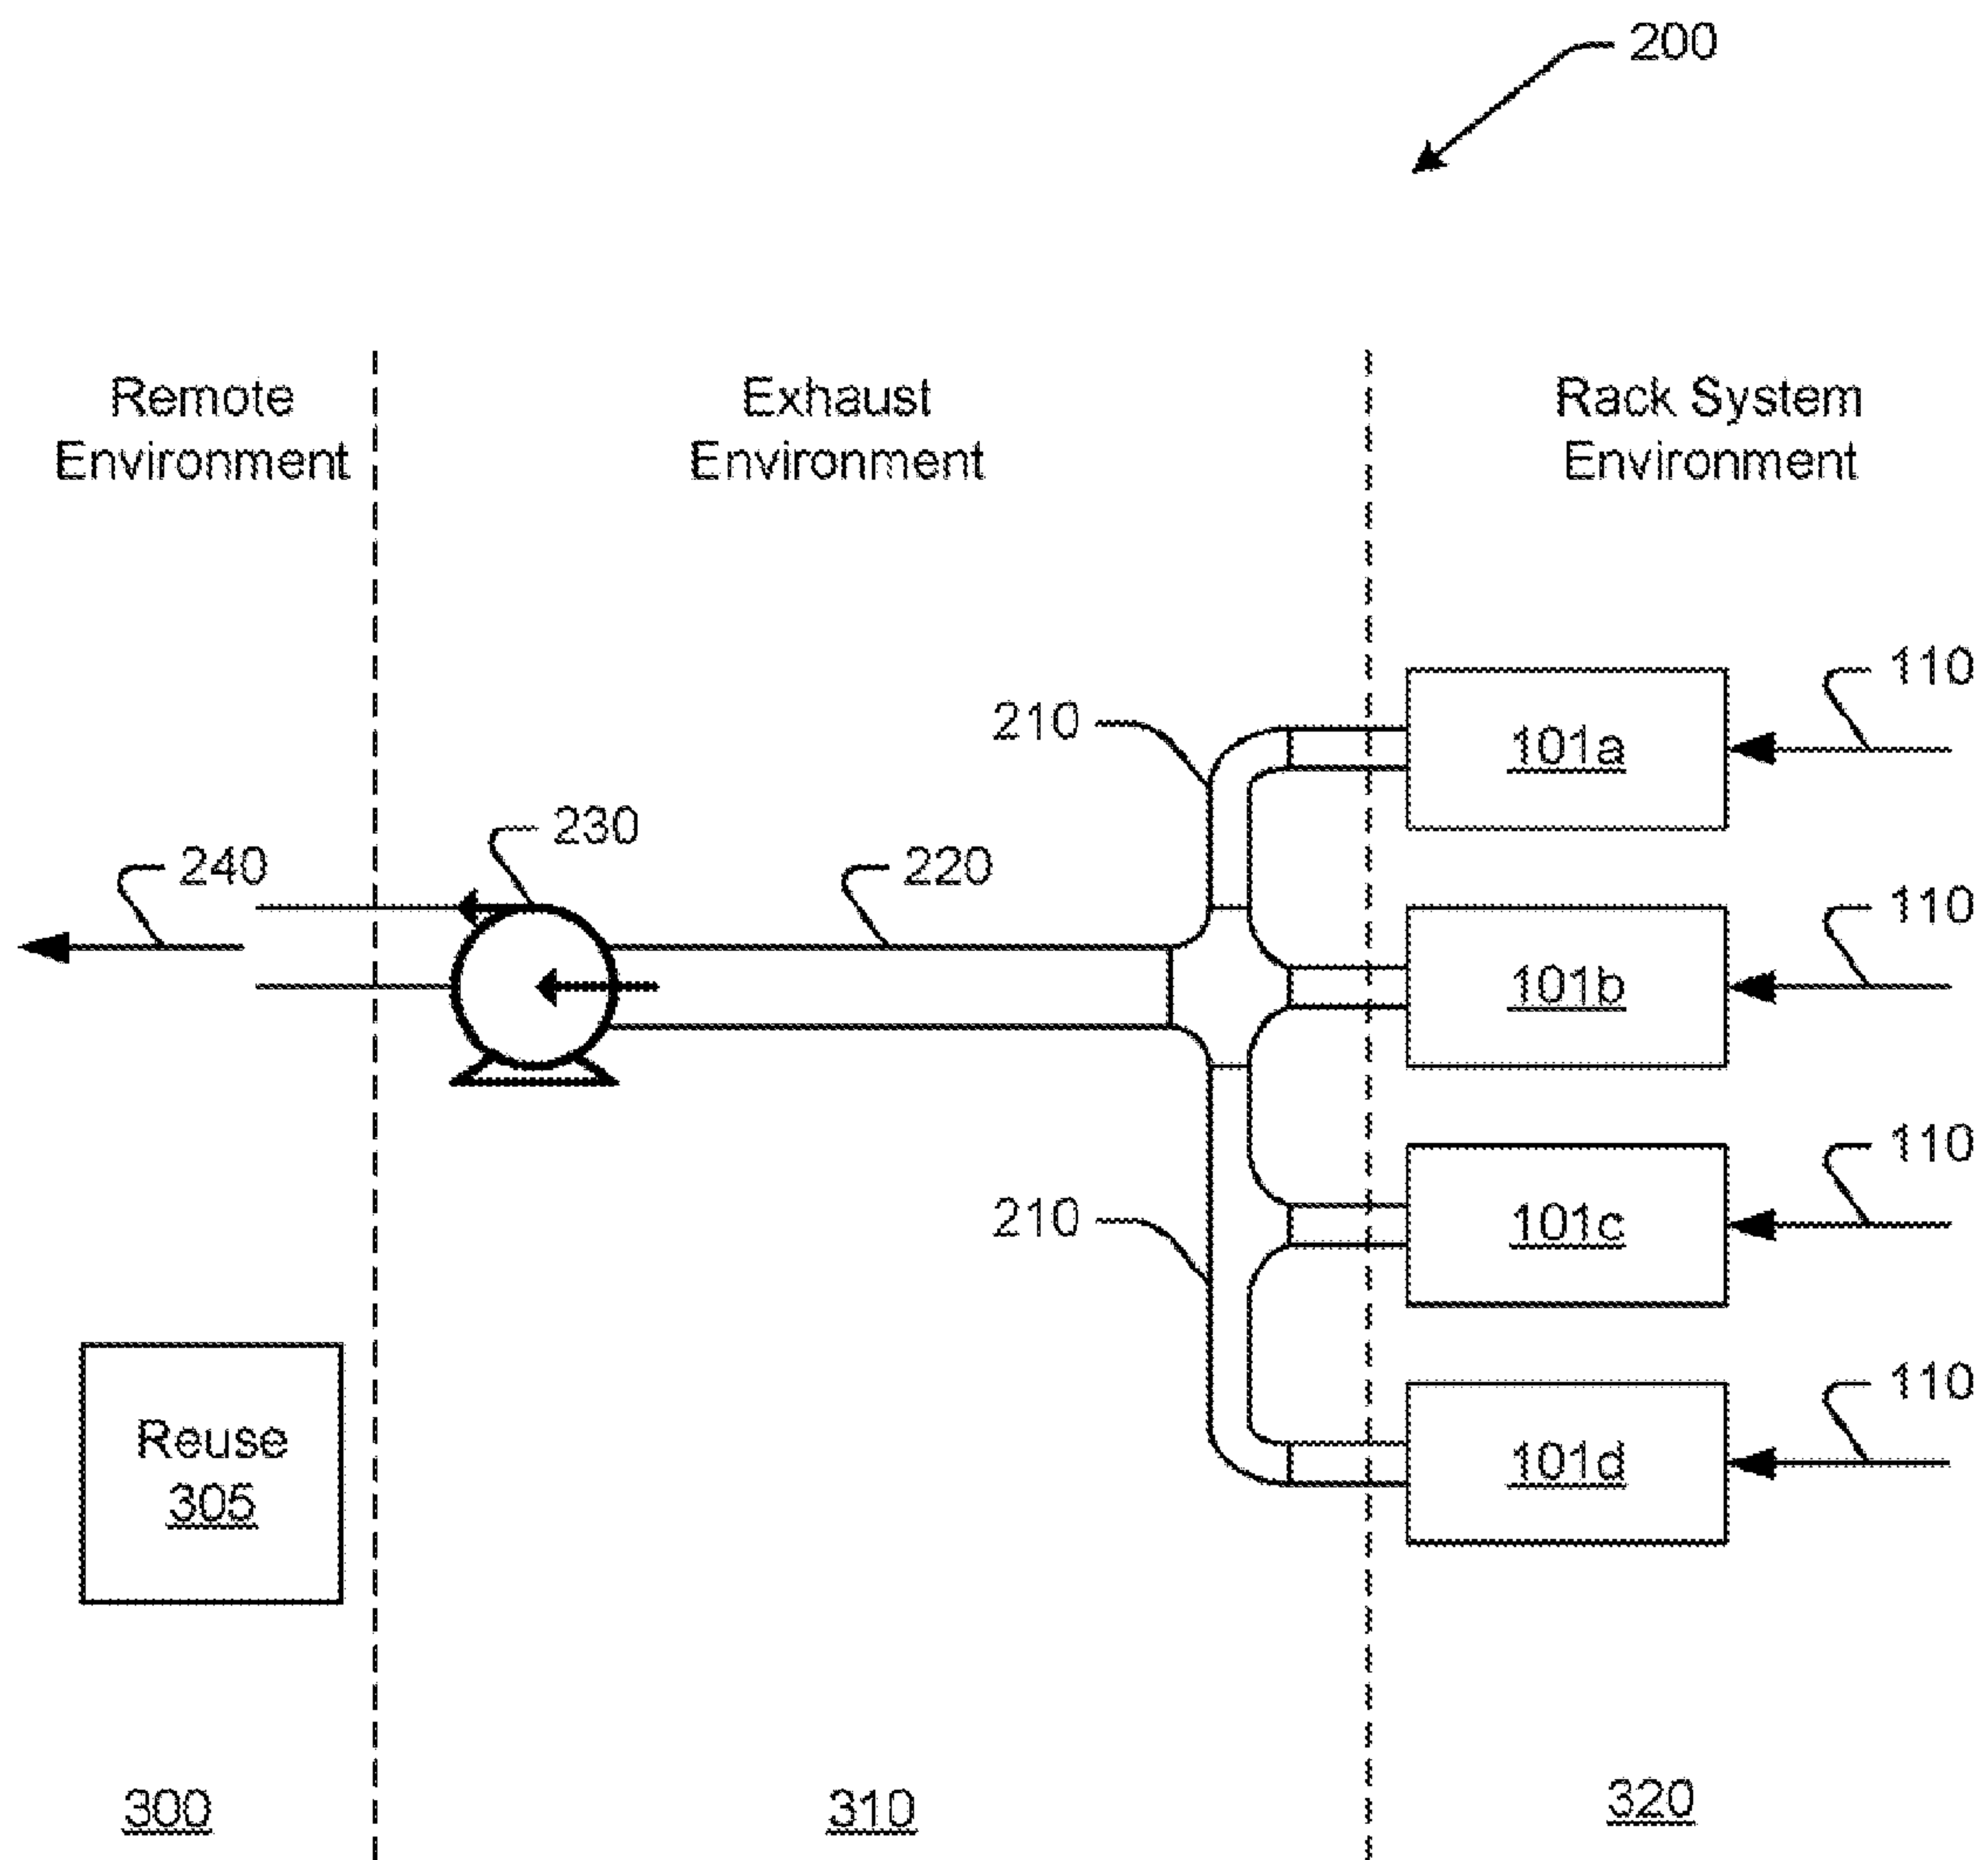 200
Remote
Environment
Exhaust
Environment
Rack System
Environment
110
210
101a
230
240
220
110
101b
110
210
101c
110
101d
Reuse
305
300
310
320